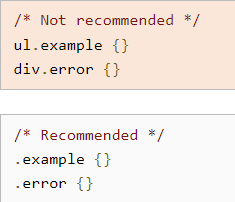 /* Not recommended */
ul.example {}
div.error {}
/* Recommended */
.example {}
.error {}